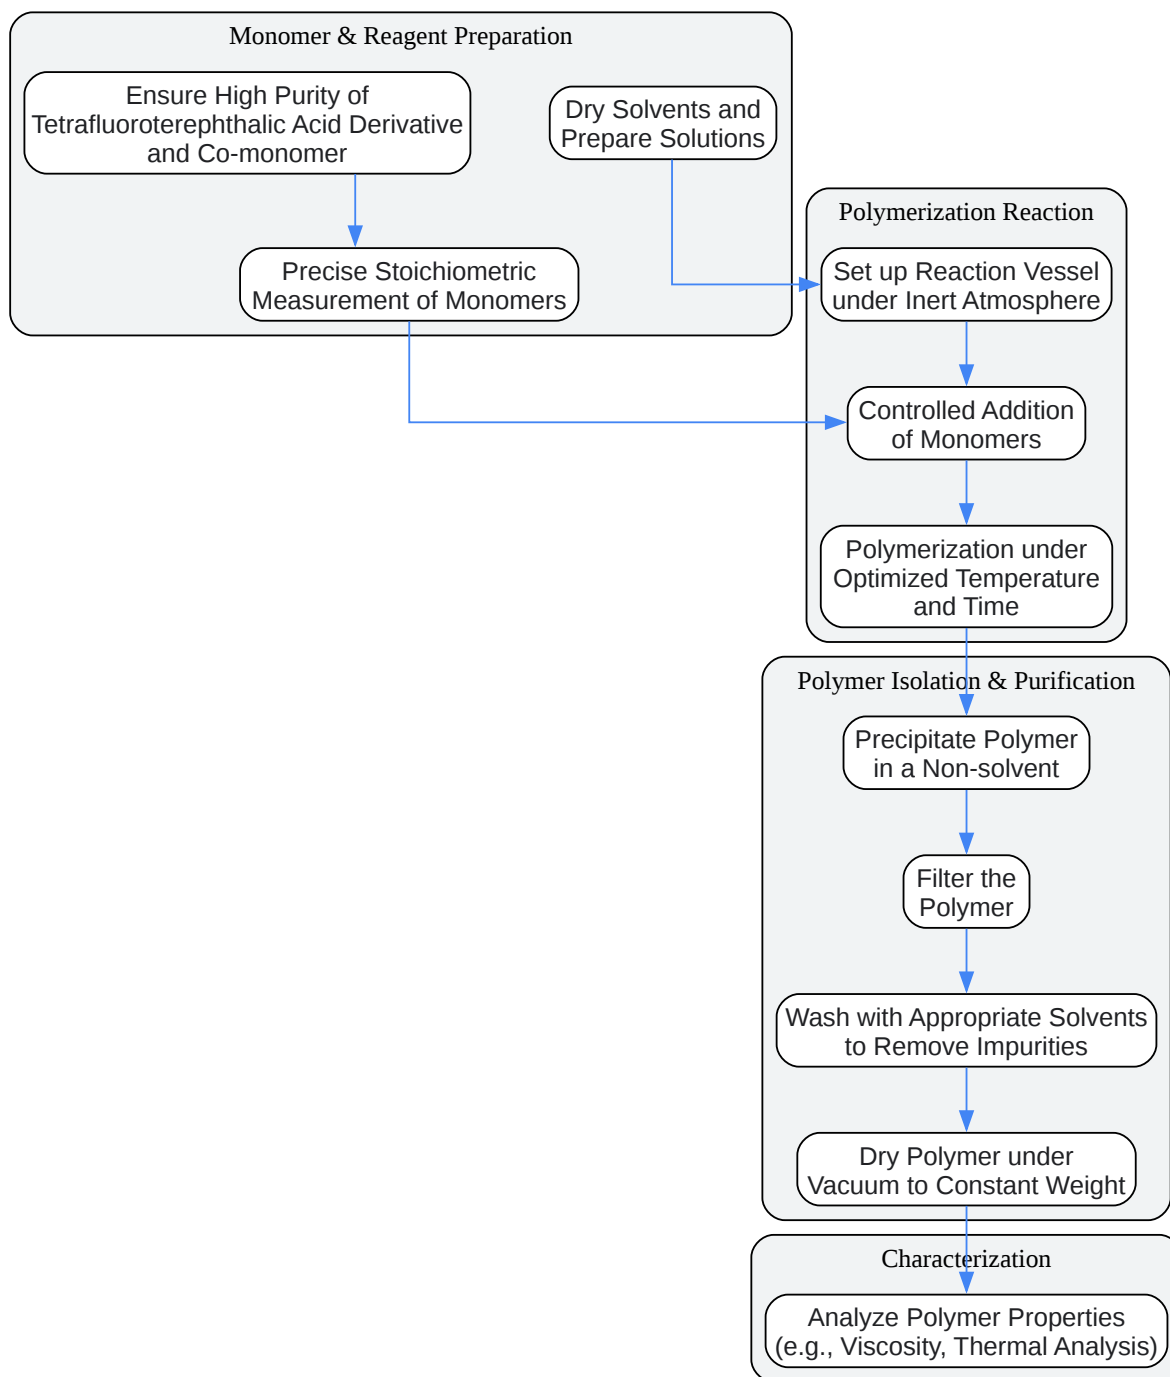 Monomer & Reagent Preparation
Ensure High Purity of
Tetrafluoroterephthalic Acid Derivative
and Co-monomer
Dry Solvents and
Prepare Solutions
Precise Stoichiometric
Measurement of Monomers
Polymerization Reaction
Set up Reaction Vessel
under Inert Atmosphere
Controlled Addition
of Monomers
Polymerization under
Optimized Temperature
and Time
Polymer Isolation & Purification
Precipitate Polymer
in a Non-solvent
Filter the
Polymer
Wash with Appropriate Solvents
to Remove Impurities
Dry Polymer under
Vacuum to Constant Weight
Characterization
Analyze Polymer Properties
(e.g., Viscosity, Thermal Analysis)